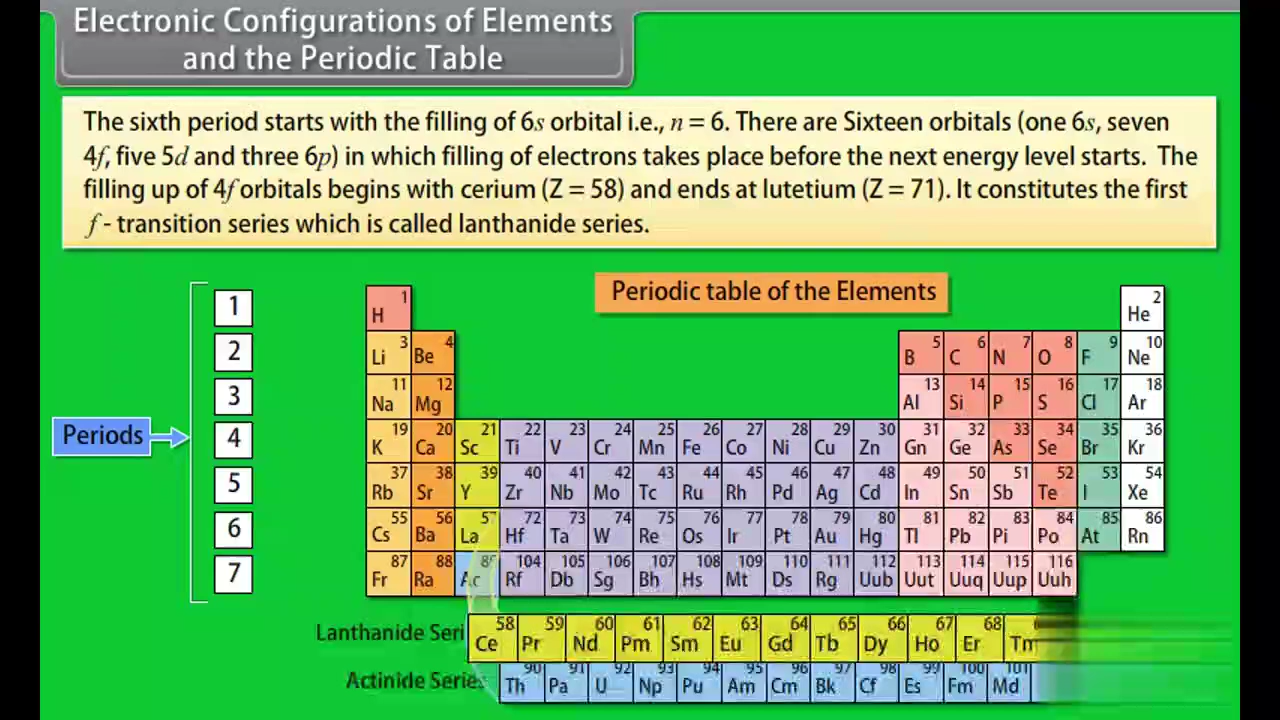 Electronic Configurations of Elements
and the Periodic Table
The sixth period starts with the filling of 6s orbital i.e., n = 6. There are Sixteen orbitals (one 6s, seven
4f, five 5d and three 6p) in which filling of electrons takes place before the next energy level starts. The
filling up of 4f orbitals begins with cerium (Z = 58) and ends at lutetium (Z = 71). It constitutes the first
f - transition series which is called lanthanide series.
Periodic table of the Elements
Periods
1
2
3
4
5
6
7
1 2
H He
3 4 5 6 7 8 9 10
Li Be B C N O F Ne
11 12 13 14 15 16 17 18
Na Mg Al Si P S Cl Ar
19 20 21 22 23 24 25 26 27 28 29 30 31 32 33 34 35 36
K Ca Sc Ti V Cr Mn Fe Co Ni Cu Zn Gn Ge As Se Br Kr
37 38 39 40 41 42 43 44 45 46 47 48 49 50 51 52 53 54
Rb Sr Y Zr Nb Mo Tc Ru Rh Pd Ag Cd In Sn Sb Te I Xe
55 56 57 72 73 74 75 76 77 78 79 80 81 82 83 84 85 86
Cs Ba La Hf Ta W Re Os Ir Pt Au Hg Tl Pb Pi Po At Rn
87 88 104 105 106 107 108 109 110 111 112 113 114 115 116
Fr Ra Ac Rf Db Sg Bh Hs Mt Ds Rg Uub Uut Uuq Uup Uuh
58 59 60 61 62 63 64 65 66 67 68
Lanthanide Seri Ce Pr Nd Pm Sm Eu Gd Tb Dy Ho Er Tm
90 91 92 93 94 95 96 97 98 99 100 101
Actinide Series Th Pa U Np Pu Am Cm Bk Cf Es Fm Md